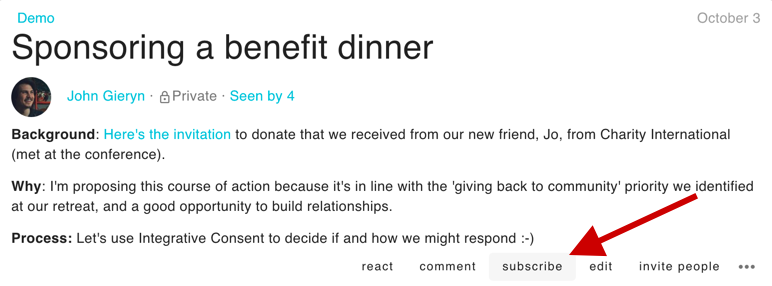 Demo October 3
Sponsoring a benefit dinner
John Gieryn · Private · Seen by 4
Background: Here's the invitation to donate that we received from our new friend, Jo, from Charity International
(met at the conference).
Why: I'm proposing this course of action because it's in line with the 'giving back to community' priority we identified
at our retreat, and a good opportunity to build relationships.
Process: Let's use Integrative Consent to decide if and how we might respond :-)
react comment subscribe edit invite people •••